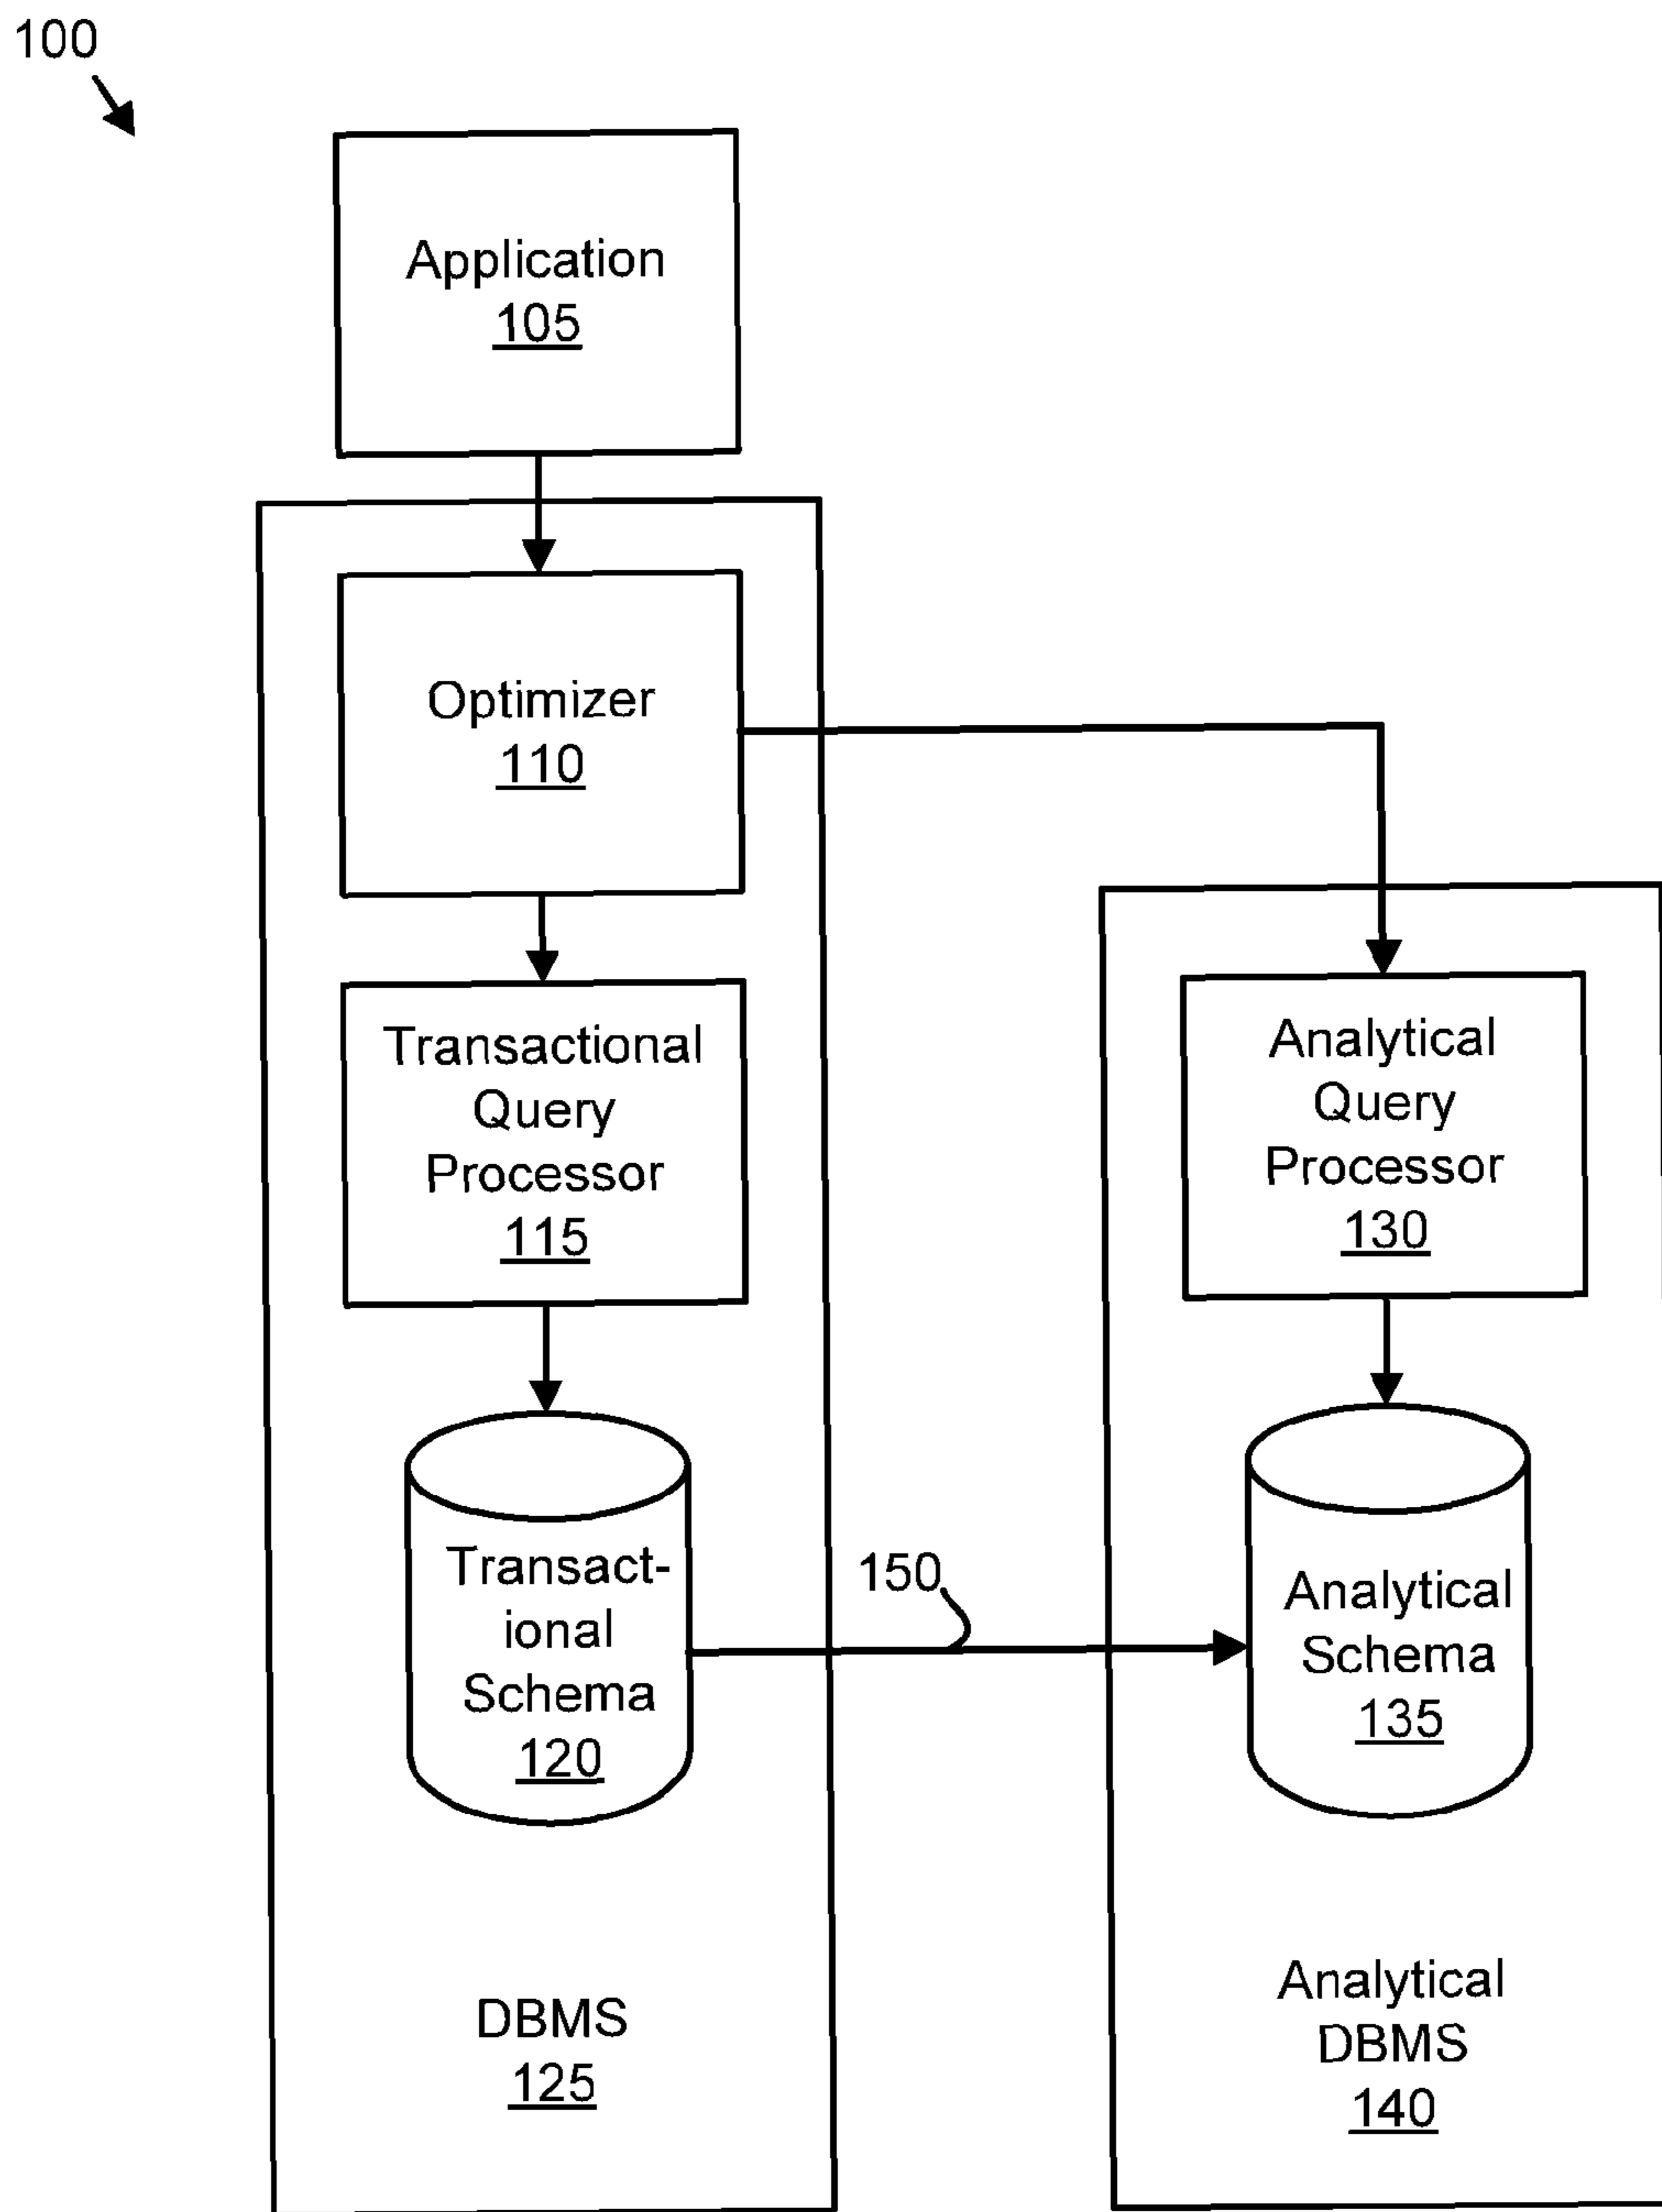 100
Application
105
Optimizer
110
Transactional
Query
Processor
115
Analytical
Query
Processor
130
Transact-
ional
Schema
120
150
Analytical
Schema
135
DBMS
125
Analytical
DBMS
140